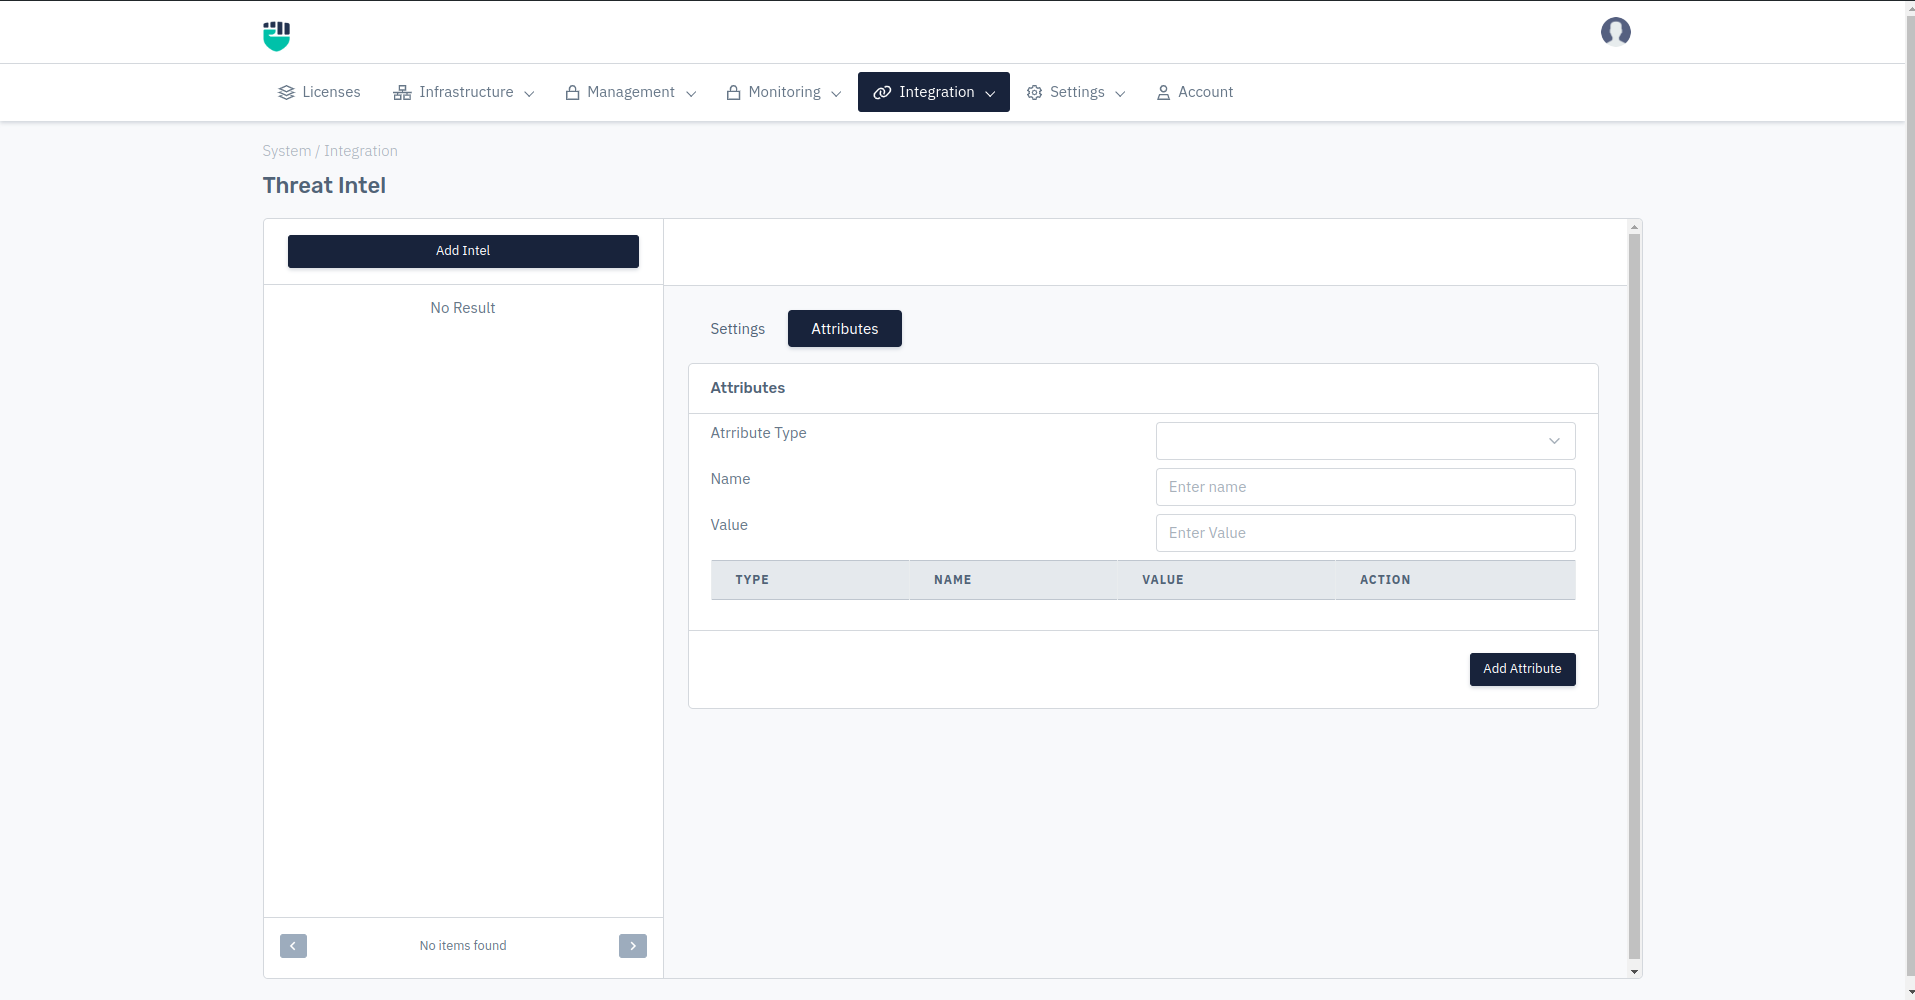 Licenses Infrastructure Management Monitoring Integration Settings Account
System / Integration
Threat Intel
Add Intel
No Result
Settings Attributes
Attributes
Atrribute Type
Name Enter name
Value Enter Value
TYPE NAME VALUE ACTION
Add Attribute
No items found